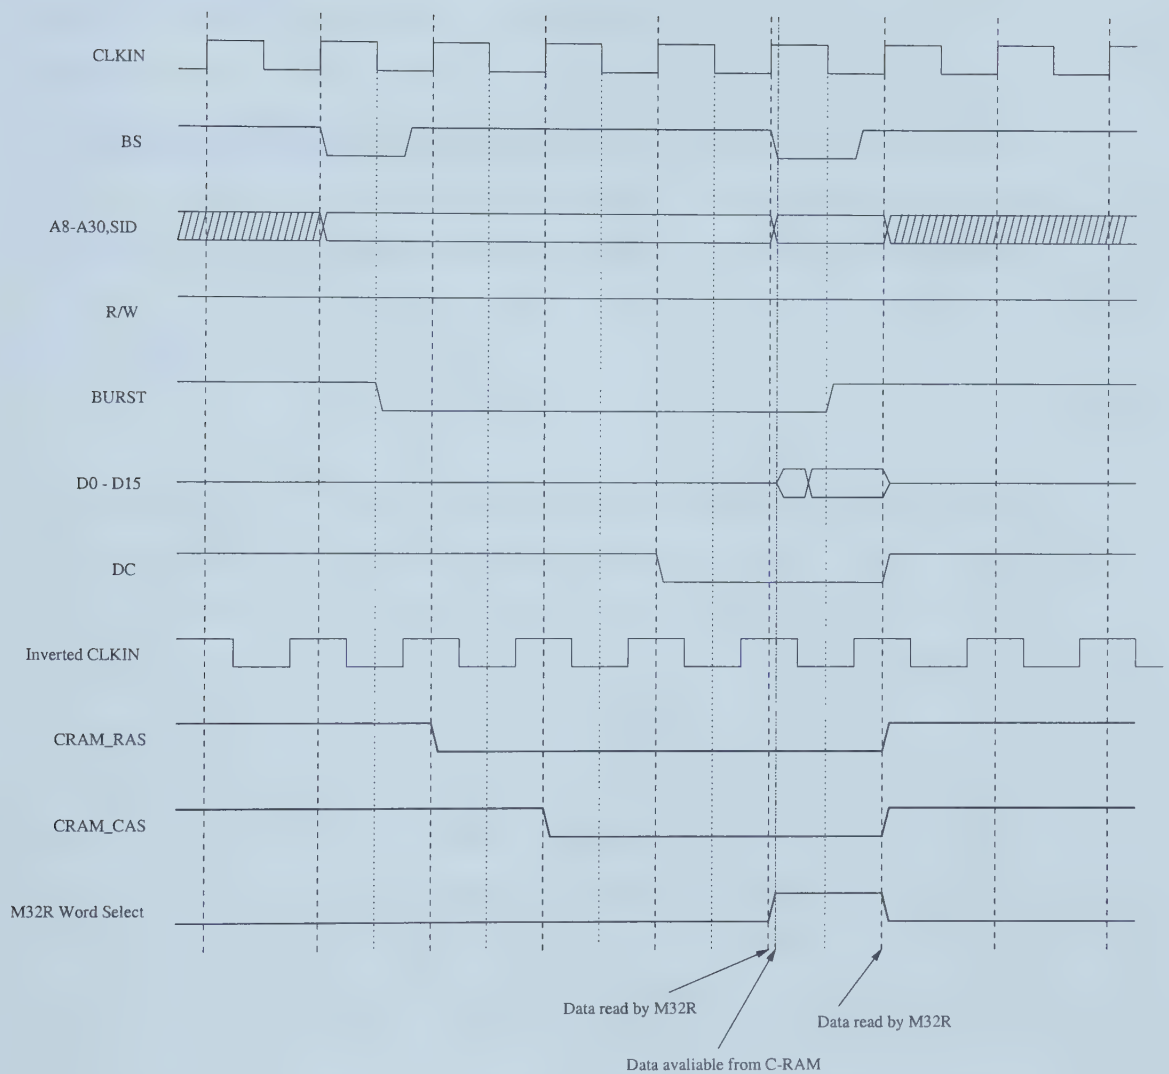 CLKIN
BS
A8-A30,SID
R/W
BURST
D0 - D15
DC
Inverted CLKIN
CRAM_RAS
CRAM_CAS
M32R Word Select
Data read by M32R
Data read by M32R
Data avaliable from C-RAM